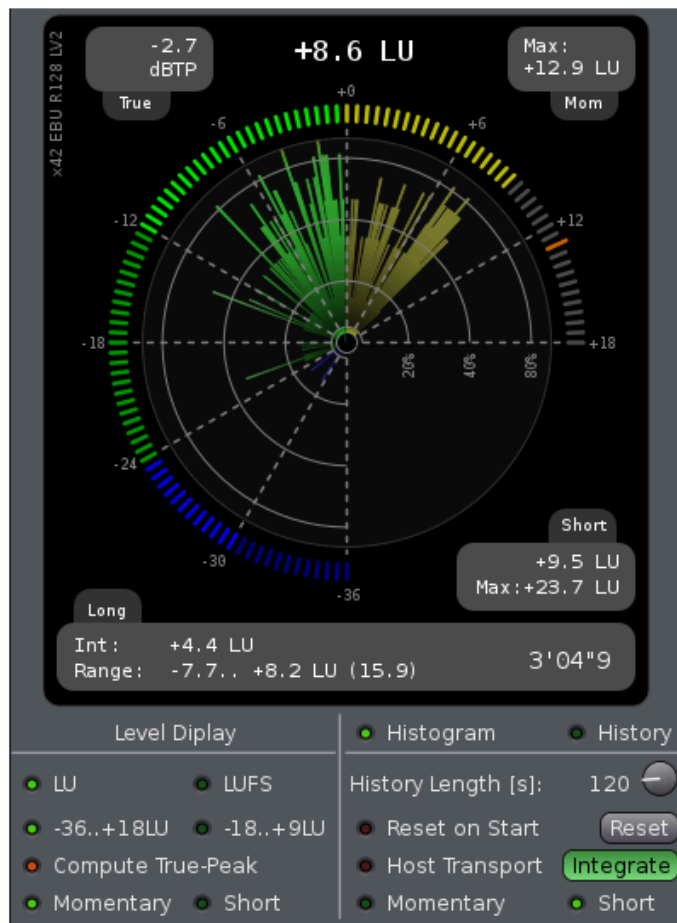 x42 EBU R128 LV2
-2.7
dBTP
True
+8.6 LU
Max:
+12.9 LU
Mom
+0
-6
+6
-12
+12
-18
+18
20%
40%
80%
-24
-30
-36
Short
+9.5 LU
Max:+23.7 LU
Long
Int: +4.4 LU
Range: -7.7.. +8.2 LU (15.9)
3'04"9
Level Diplay
Histogram
History
LU
LUFS
History Length [s]: 120
-36..+18LU
-18..+9LU
Reset on Start
Reset
Compute True-Peak
Host Transport
Integrate
Momentary
Short
Momentary
Short